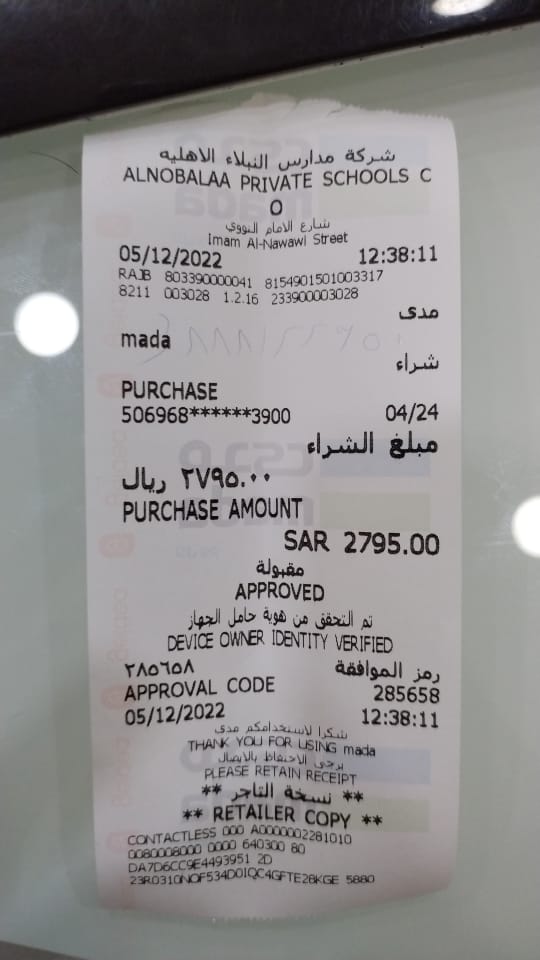 شركة مدارس النبلاء الاهليه
ALNOBALAA PRIVATE SCHOOLS C
O
شارع الامام النووي
Imam Al-Nawawi Street
05/12/2022 12:38:11
RAJB 803390000041 8154901501003317
8211 003028 1.2.16 233900003028
مدى
mada
شراء
PURCHASE
506968******3900 04/24
مبلغ الشراء
٢٧٩٥.٠٠ ريال
PURCHASE AMOUNT
SAR 2795.00
مقبولة
APPROVED
تم التحقق من هوية حامل الجهاز
DEVICE OWNER IDENTITY VERIFIED
رمز الموافقة ٢٨٥٦٥٨
APPROVAL CODE 285658
05/12/2022 12:38:11
شكرا لاستخدامكم مدى
THANK YOU FOR USING mada
يرجى الاحتفاظ بالايصال
PLEASE RETAIN RECEIPT
** نسخة التاجر **
** RETAILER COPY **
CONTACTLESS 000 A0000002281010
0080008000 0000 640300 80
DA7D6CC9E4493951 2D
23R0310NOF534D01QC4GFTE28KGE 5880